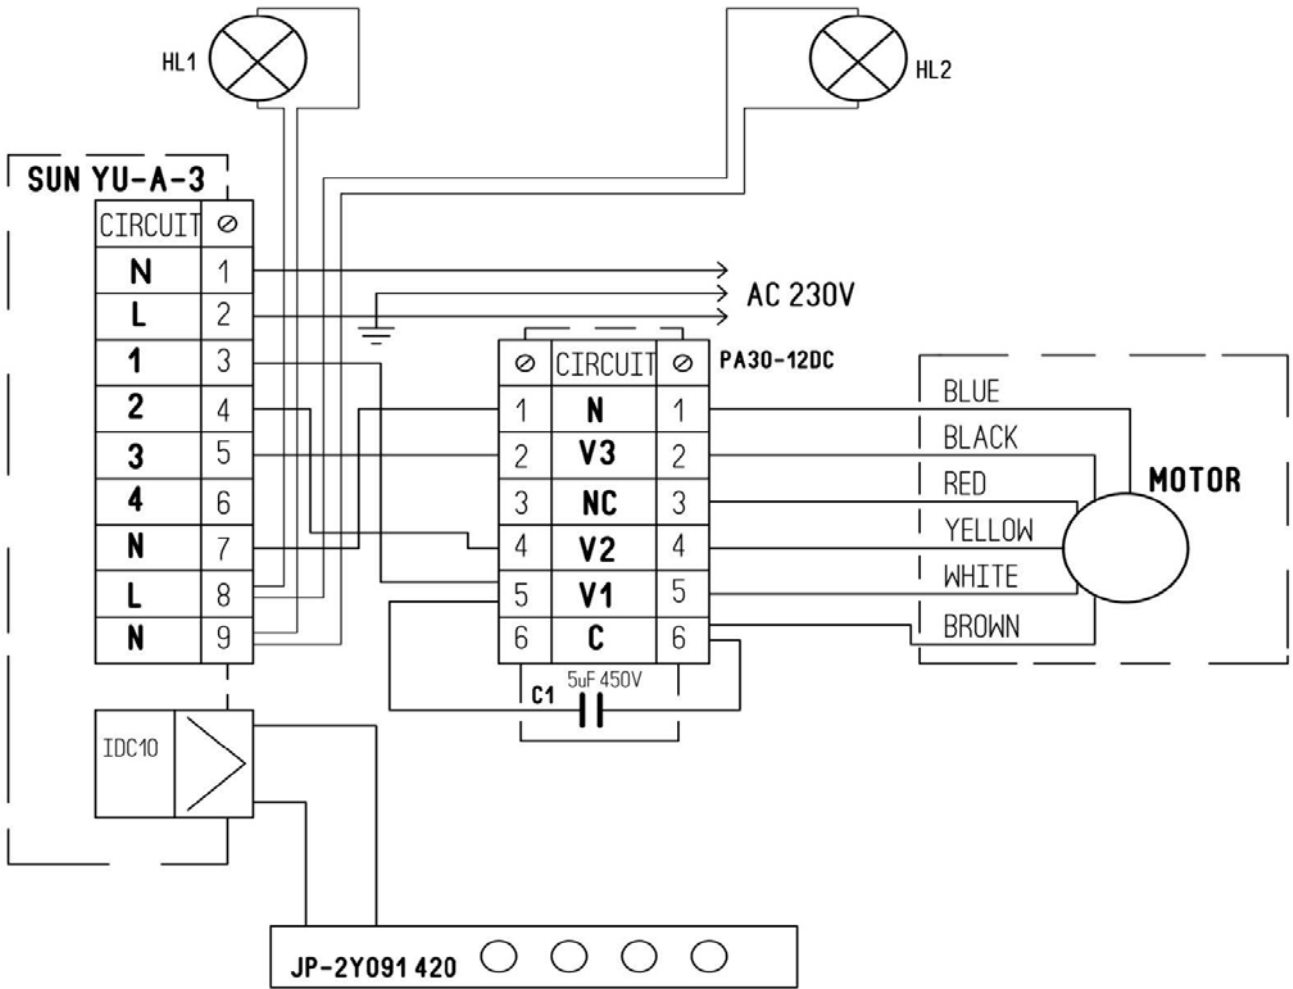 HL1
HL2
SUN YU-A-3
CIRCUIT
N 1
L 2
1 3
2 4
3 5
4 6
N 7
L 8
N 9
AC 230V
PA30-12DC
CIRCUIT
1 N 1
2 V3 2
3 NC 3
4 V2 4
5 V1 5
6 C 6
BLUE
BLACK
RED
YELLOW
WHITE
BROWN
MOTOR
C1
5uF 450V
IDC10
JP-2Y091 420